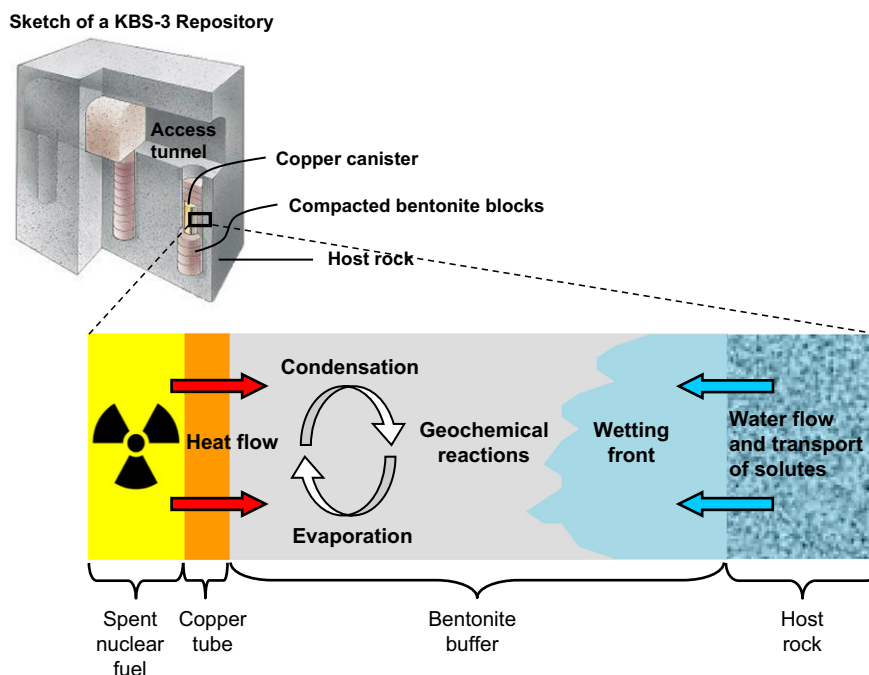 Sketch of a KBS-3 Repository
Access
tunnel
Copper canister
Compacted bentonite blocks
Host rōck
Condensation
Heat flow
Geochemical
reactions
Wetting
front
Water flow
and transport
of solutes
Evaporation
Spent
nuclear
fuel
Copper
tube
Bentonite
buffer
Host
rock